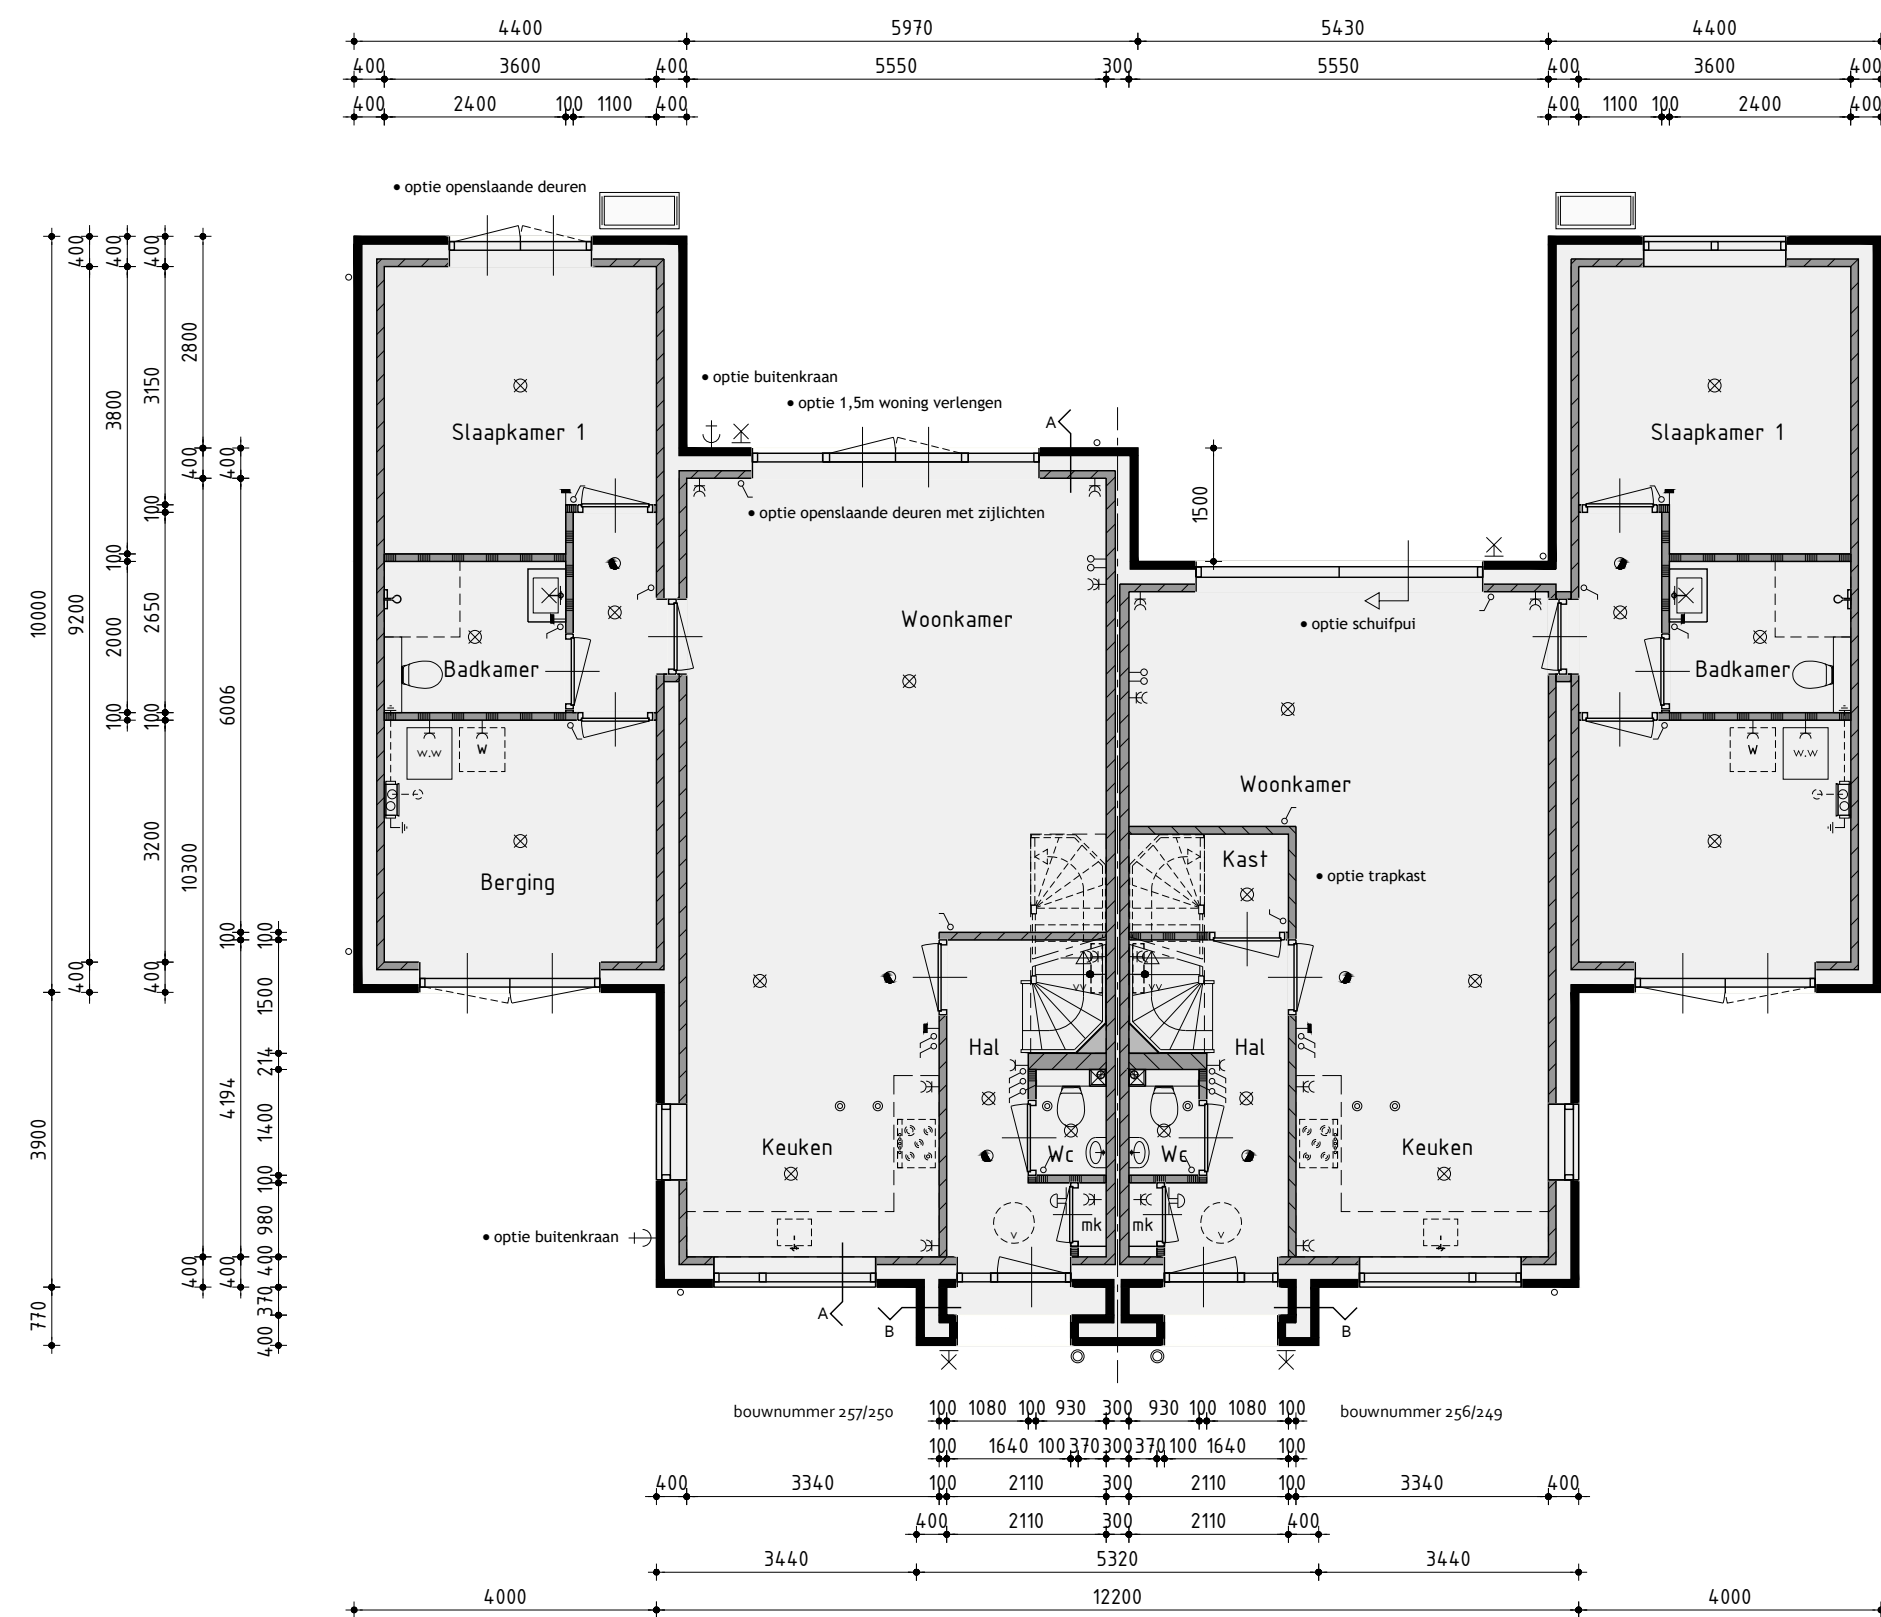 4400 5970 5430 4400
400 3600 400 5550 300 5550 400 3600 400
400 2400 100 1100 400 400 1100 100 2400 400
• optie openslaande deuren
• optie buitenkraan
• optie 1,5m woning verlengen
A
Slaapkamer 1
Slaapkamer 1
1500
• optie openslaande deuren met zijlichten
Woonkamer
• optie schuifpui
Badkamer
Badkamer
w.w
w
w
w.w
Woonkamer
Kast
• optie trapkast
Berging
Hal
Hal
Keuken
Wc
Wc
Keuken
mk
mk
v
v
• optie buitenkraan
A
B
B
10000
3900
770
400
9200
400
400
3800
100
2000
100
400
3150
100
2650
100
3200
400
2800
400
10300
400
400
6006
100
4194
400
100
1500
214
1400
100
980
400
370
400
bouwnummer 257/250
bouwnummer 256/249
100 1080 100 930 300 930 100 1080 100
100 1640 100 370 300 370 100 1640 100
400 3340 100 2110 300 2110 100 3340 400
400 2110 300 2110 400
3440 5320 3440
4000 12200 4000